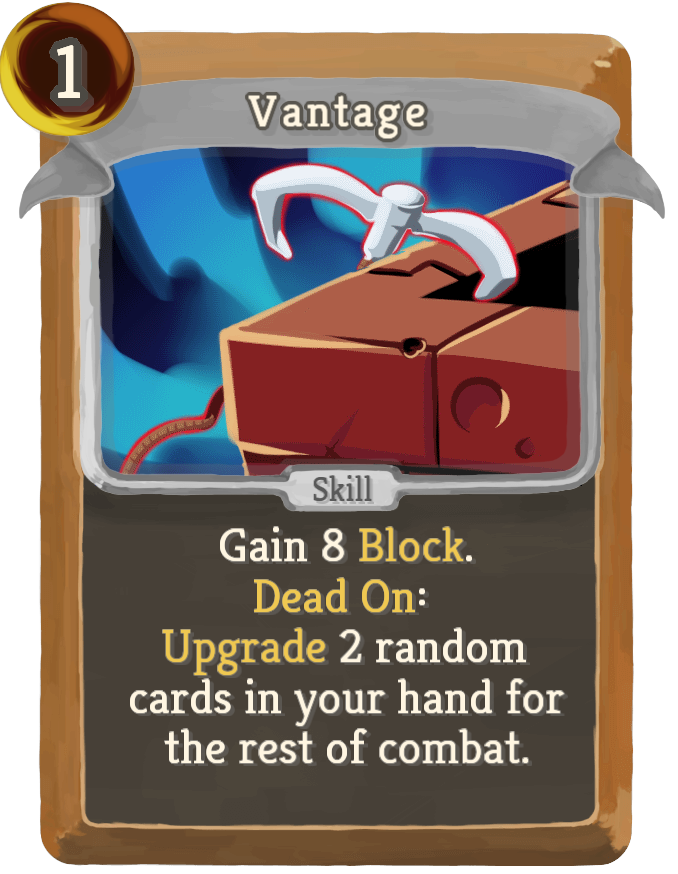 1
Vantage
Skill
Gain 8 Block.
Dead On:
Upgrade 2 random
cards in your hand for
the rest of combat.